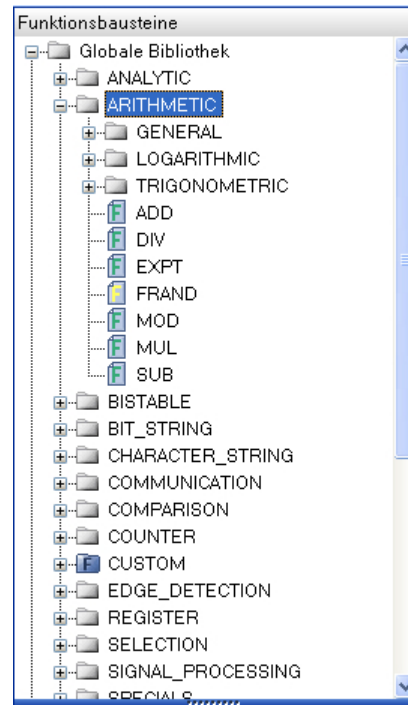 Funktionsbausteine
Globale Bibliothek
ANALYTIC
ARITHMETIC
GENERAL
LOGARITHMIC
TRIGONOMETRIC
ADD
DIV
EXPT
FRAND
MOD
MUL
SUB
BISTABLE
BIT_STRING
CHARACTER_STRING
COMMUNICATION
COMPARISON
COUNTER
CUSTOM
EDGE_DETECTION
REGISTER
SELECTION
SIGNAL_PROCESSING
SPECIALS